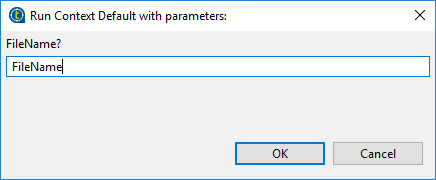 Run Context Default with parameters:
FileName?
FileName
OK
Cancel